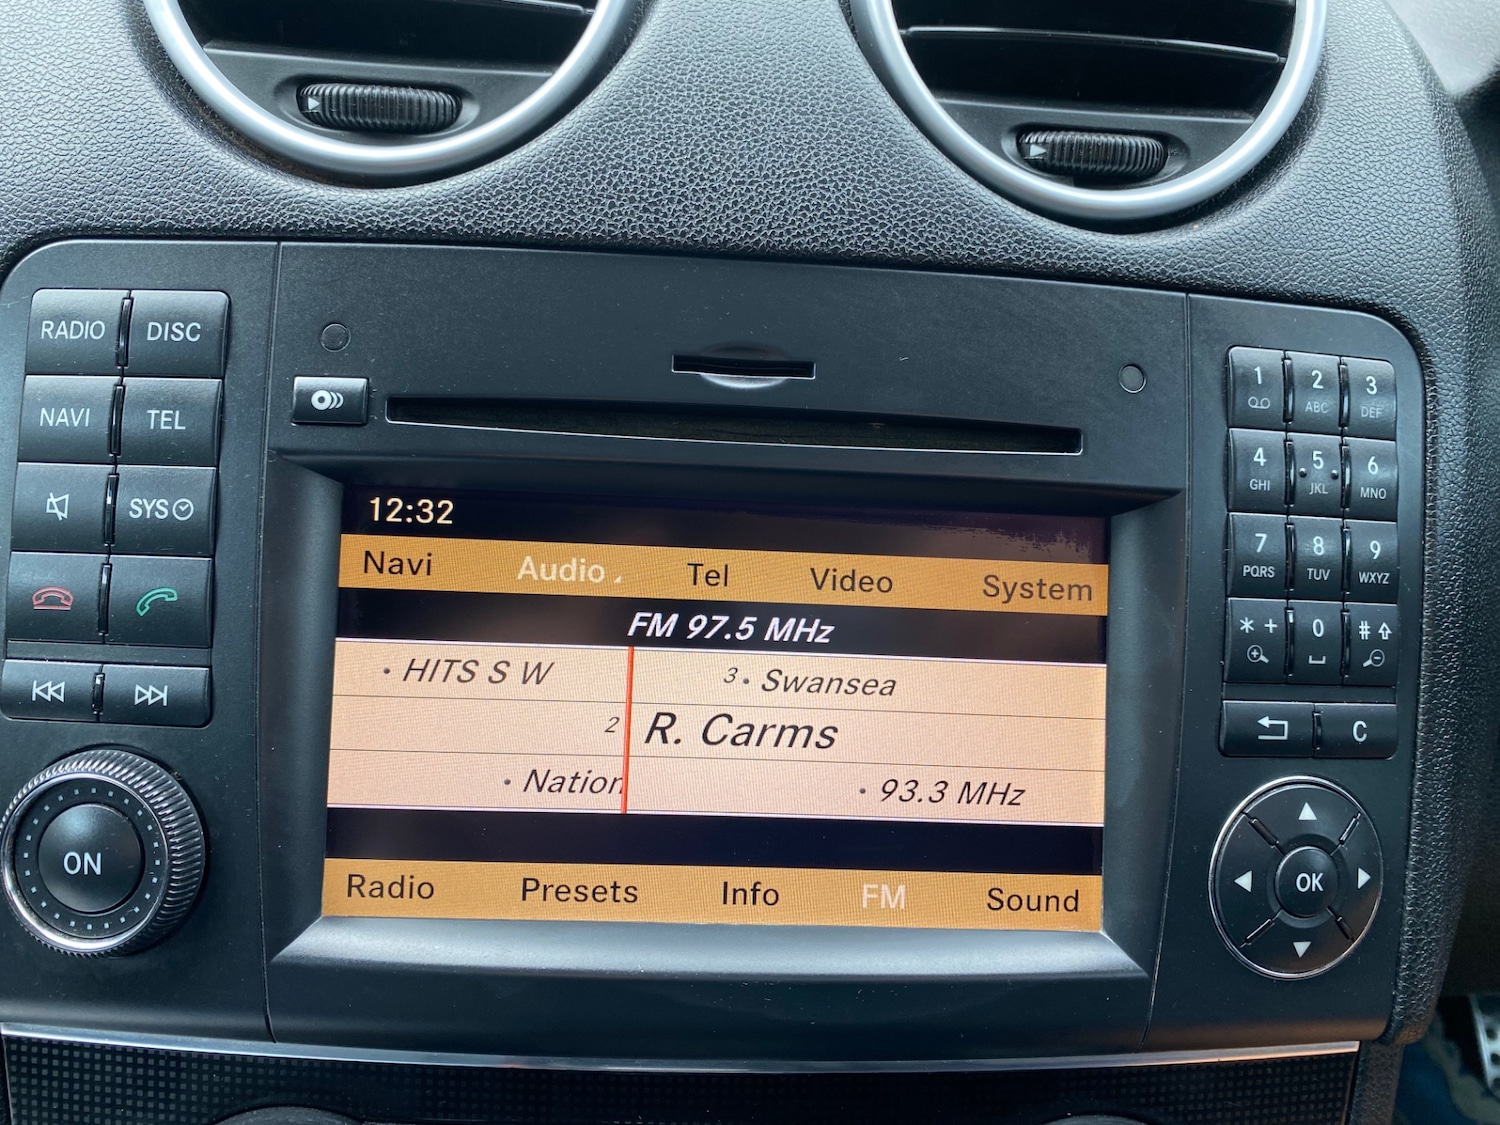 RADIO DISC
NAVI TEL
SYS
ON
12:32
Navi Audio Tel Video System
FM 97.5 MHz
• HITS S W 3 • Swansea
2 R. Carms
• Nation • 93.3 MHz
Radio Presets Info FM Sound
1 2 3
ABC DEF
4 5 6
GHI JKL MNO
7 8 9
PQRS TUV WXYZ
* + 0 #
C
OK